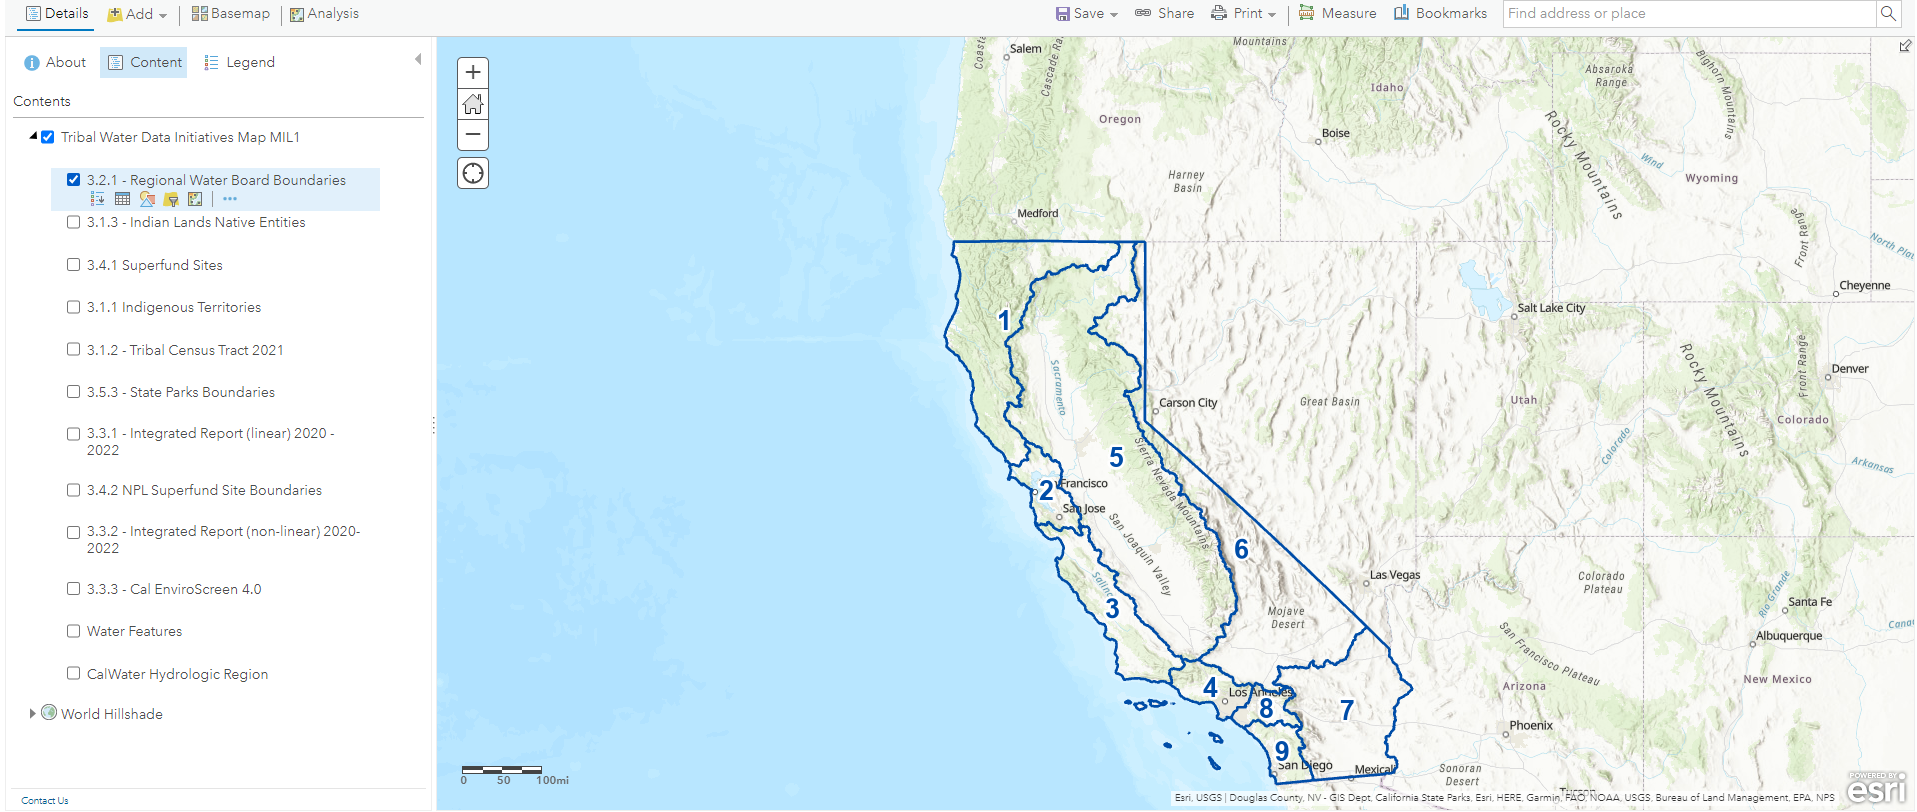 Details Add Basemap Analysis Save Share Print Measure Bookmarks Find address or place
About Content Legend
Contents
Tribal Water Data Initiatives Map MIL1
3.2.1 - Regional Water Board Boundaries
3.1.3 - Indian Lands Native Entities
3.4.1 Superfund Sites
3.1.1 Indigenous Territories
3.1.2 - Tribal Census Tract 2021
3.5.3 - State Parks Boundaries
3.3.1 - Integrated Report (linear) 2020 -
2022
3.4.2 NPL Superfund Site Boundaries
3.3.2 - Integrated Report (non-linear) 2020-
2022
3.3.3 - Cal EnviroScreen 4.0
Water Features
CalWater Hydrologic Region
World Hillshade
Contact Us
Mountains
Salem
Cascade Ra
Coasta
Absaroka
Range
Bighorn Mountains
Idaho
Oregon
Boise
Rocky Mountains
Wind
Wyoming
Harney
Basin
Medford
Front Range
North Plat
Cheyenne
Salt Lake City
1
Sacramento
Rocky Mountains
Front Range
Denver
Carson City
Great Basin
Utah
Colorado
Colorado
Arkansas
5
Sierra Nevada Mountains
2
Francisco
San Jose
San Joaquin Valley
6
Las Vegas
Colorado
Plateau
Rio Grande
Santa Fe
Salinas
3
Mojave
Desert
Albuquerque
Cana
San Francisco Plateau
4
Los Angeles
8
7
Arizona
New Mexico
Phoenix
9
San Diego
Mexicali
Sonoran
Desert
Tucson
0 50 100mi
Esri, USGS | Douglas County, NV - GIS Dept, California State Parks, Esri, HERE, Garmin, FAO, NOAA, USGS, Bureau of Land Management, EPA, NPS
POWERED BY
esri